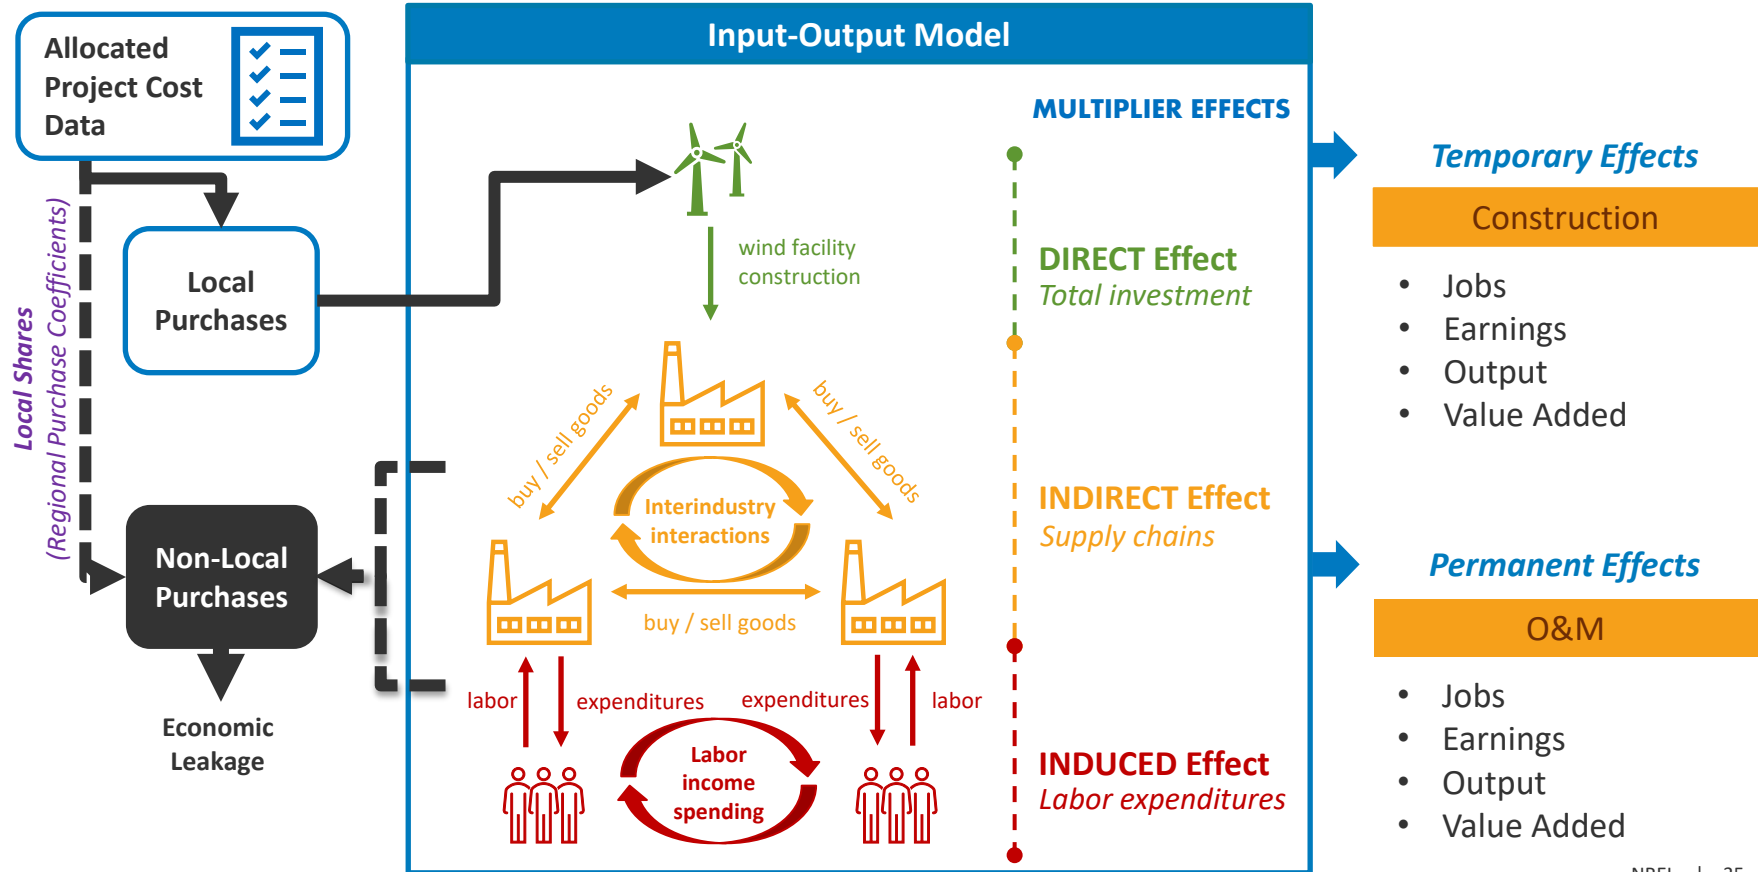 Input-Output Model
Allocated
Project Cost
Data
Local Shares
(Regional Purchase Coefficients)
Local
Purchases
Non-Local
Purchases
Economic
Leakage
MULTIPLIER EFFECTS
wind facility
construction
DIRECT Effect
Total investment
buy / sell goods
buy / sell goods
Interindustry
interactions
buy / sell goods
INDIRECT Effect
Supply chains
labor
expenditures
expenditures
labor
Labor
income
spending
INDUCED Effect
Labor expenditures
Temporary Effects
Construction
• Jobs
• Earnings
• Output
• Value Added
Permanent Effects
O&M
• Jobs
• Earnings
• Output
• Value Added